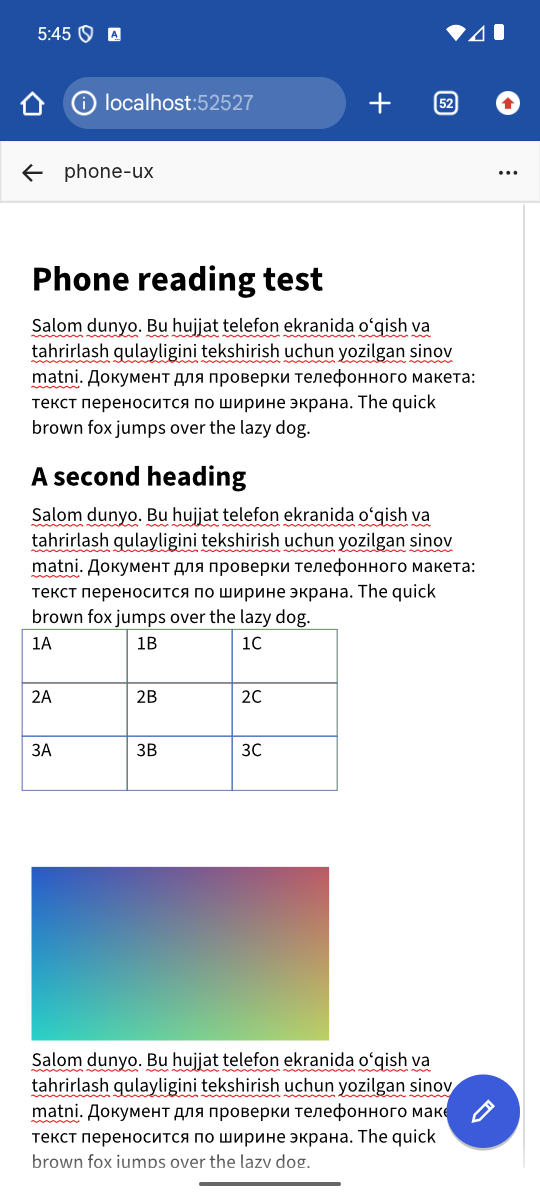 5:45
localhost:52527
52
phone-ux
Phone reading test
Salom dunyo. Bu hujjat telefon ekranida oʻqish va
tahrirlash qulayligini tekshirish uchun yozilgan sinov
matni. Документ для проверки телефонного макета:
текст переносится по ширине экрана. The quick
brown fox jumps over the lazy dog.
A second heading
Salom dunyo. Bu hujjat telefon ekranida oʻqish va
tahrirlash qulayligini tekshirish uchun yozilgan sinov
matni. Документ для проверки телефонного макета:
текст переносится по ширине экрана. The quick
brown fox jumps over the lazy dog.
1A 1B 1C
2A 2B 2C
3A 3B 3C
Salom dunyo. Bu hujjat telefon ekranida oʻqish va
tahrirlash qulayligini tekshirish uchun yozilgan sinov
matni. Документ для проверки телефонного маке
текст переносится по ширине экрана. The quick
brown fox jumps over the lazy dog.